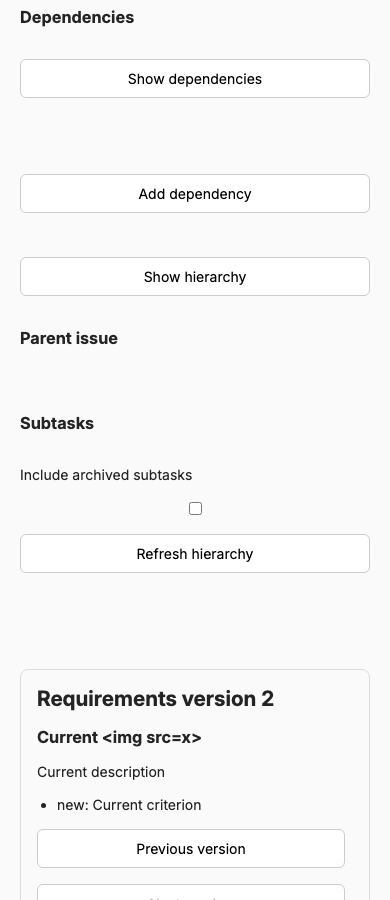 Dependencies
Show dependencies
Add dependency
Show hierarchy
Parent issue
Subtasks
Include archived subtasks
Refresh hierarchy
Requirements version 2
Current <img src=x>
Current description
new: Current criterion
Previous version